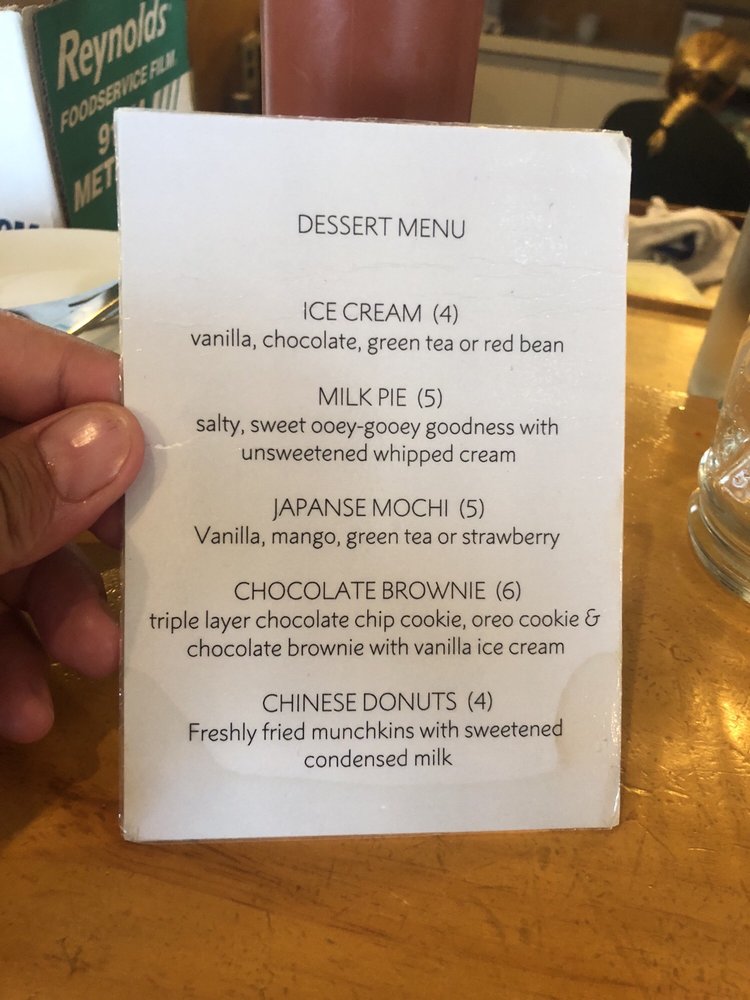 Reynolds
FOODSERVICE FILM
DESSERT MENU
ICE CREAM (4)
vanilla, chocolate, green tea or red bean
MILK PIE (5)
salty, sweet ooey-gooey goodness with
unsweetened whipped cream
JAPANSE MOCHI (5)
Vanilla, mango, green tea or strawberry
CHOCOLATE BROWNIE (6)
triple layer chocolate chip cookie, oreo cookie &
chocolate brownie with vanilla ice cream
CHINESE DONUTS (4)
Freshly fried munchkins with sweetened
condensed milk